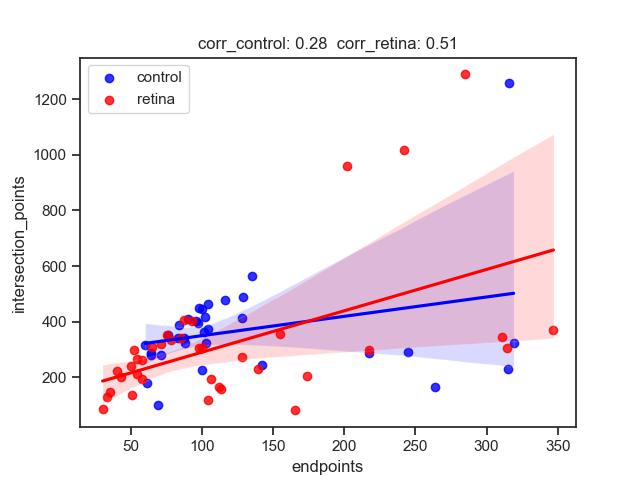 corr_control: 0.28  corr_retina: 0.51
control
retina
1200
1000
800
600
400
200
intersection_points
50 100 150 200 250 300 350
endpoints